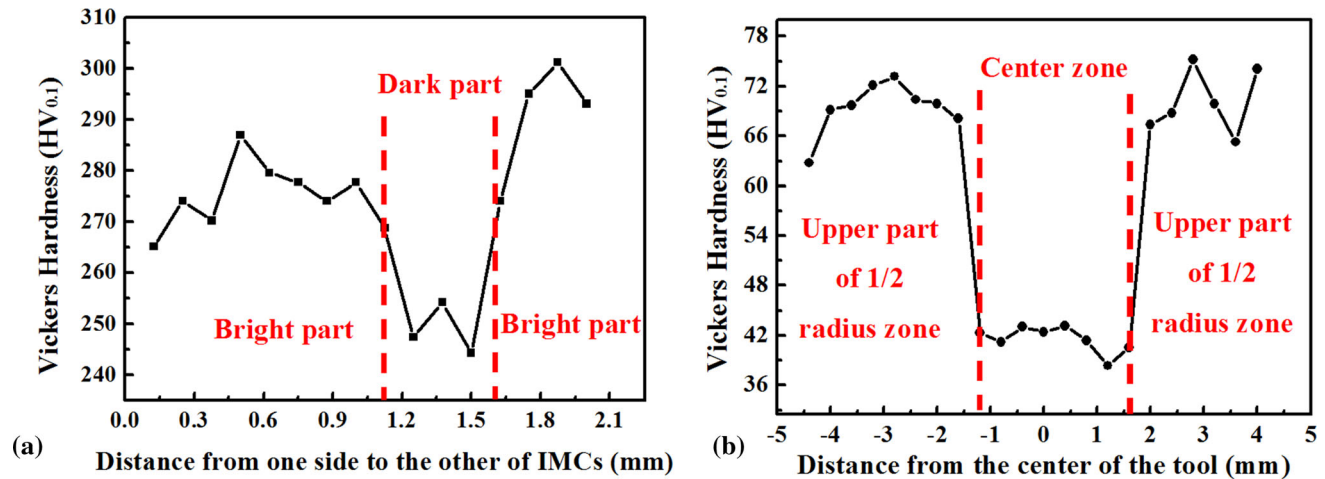 310
300
290
280
270
260
250
240
Vickers Hardness (HV0.1)
Dark part
Bright part
Bright part
0.0 0.3 0.6 0.9 1.2 1.5 1.8 2.1
(a)
Distance from one side to the other of IMCs (mm)
78
72
66
60
54
48
42
36
Vickers Hardness (HV0.1)
Center zone
Upper part
of 1/2
radius zone
Upper part
of 1/2
radius zone
-5 -4 -3 -2 -1 0 1 2 3 4 5
(b)
Distance from the center of the tool (mm)